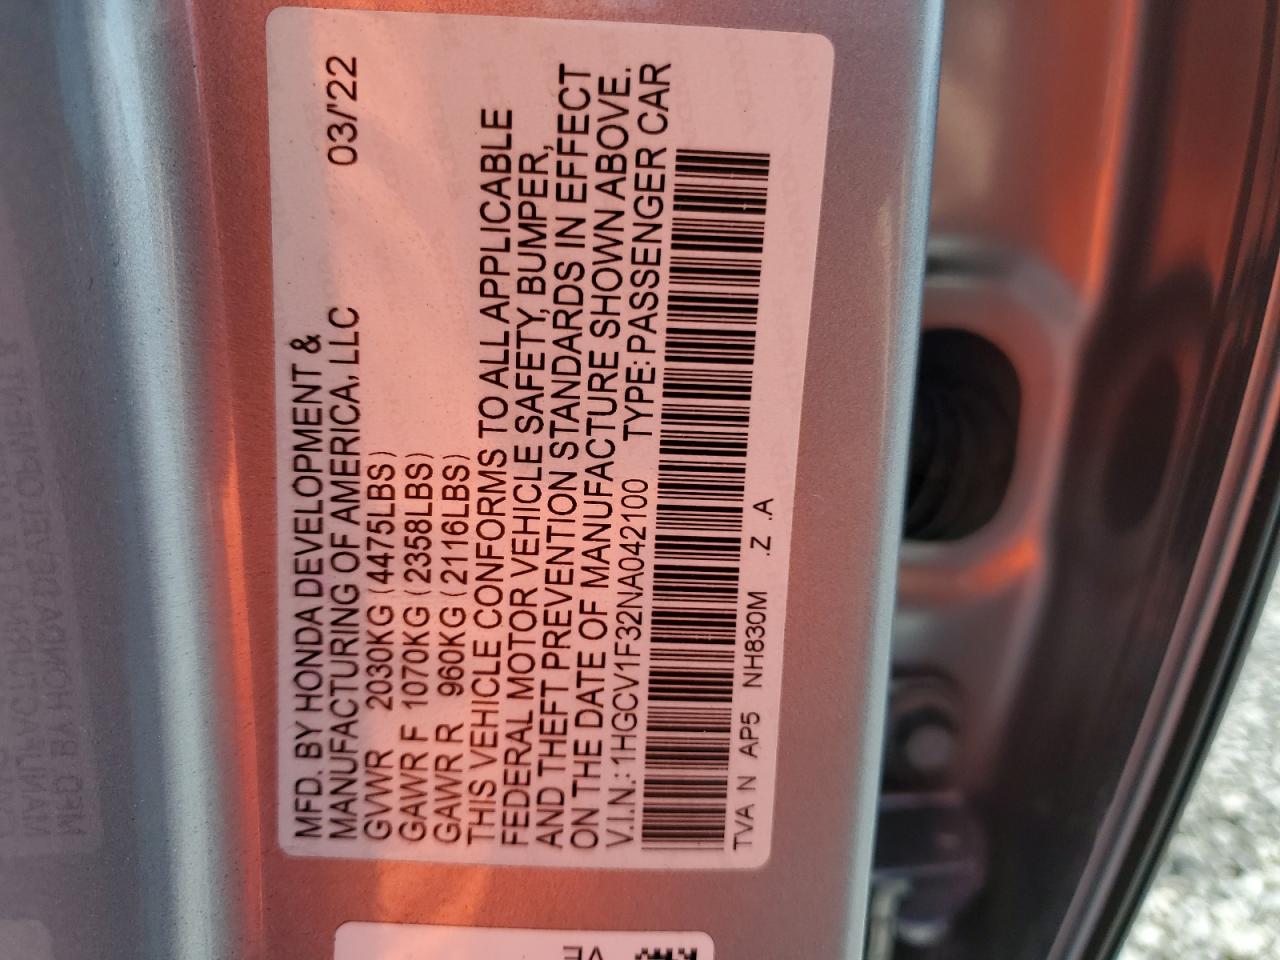 MFD. BY HONDA DEVELOPMENT &
MANUFACTURING OF AMERICA, LLC 03/'22
GVWR 2030KG (4475LBS)
GAWR F 1070KG (2358LBS)
GAWR R 960KG (2116LBS)
THIS VEHICLE CONFORMS TO ALL APPLICABLE
FEDERAL MOTOR VEHICLE SAFETY, BUMPER,
AND THEFT PREVENTION STANDARDS IN EFFECT
ON THE DATE OF MANUFACTURE SHOWN ABOVE.
V.I.N.: 1HGCV1F32NA042100 TYPE: PASSENGER CAR
TVA N AP5 NH830M .Z .A